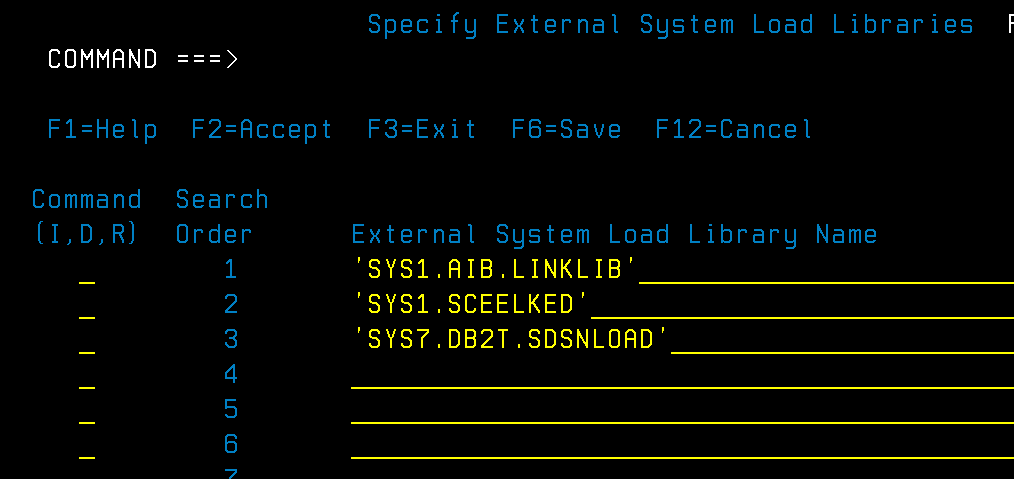 Specify External System Load Libraries
COMMAND ===>
F1=Help F2=Accept F3=Exit F6=Save F12=Cancel
Command Search
(I,D,R) Order External System Load Library Name
_ 1 'SYS1.AIB.LINKLIB'
_ 2 'SYS1.SCEELKED'
_ 3 'SYS7.DB2T.SDSNLOAD'
_ 4
_ 5
_ 6